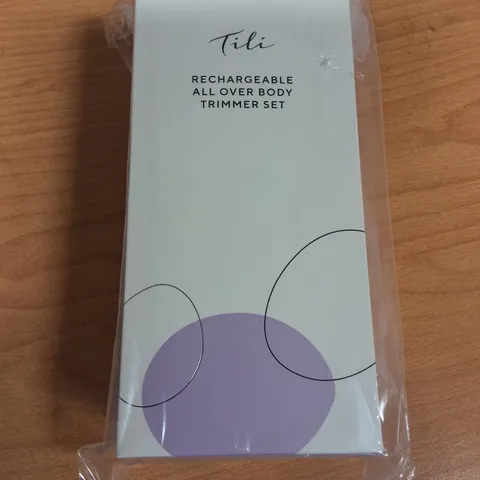 Tili
RECHARGEABLE
ALL OVER BODY
TRIMMER SET